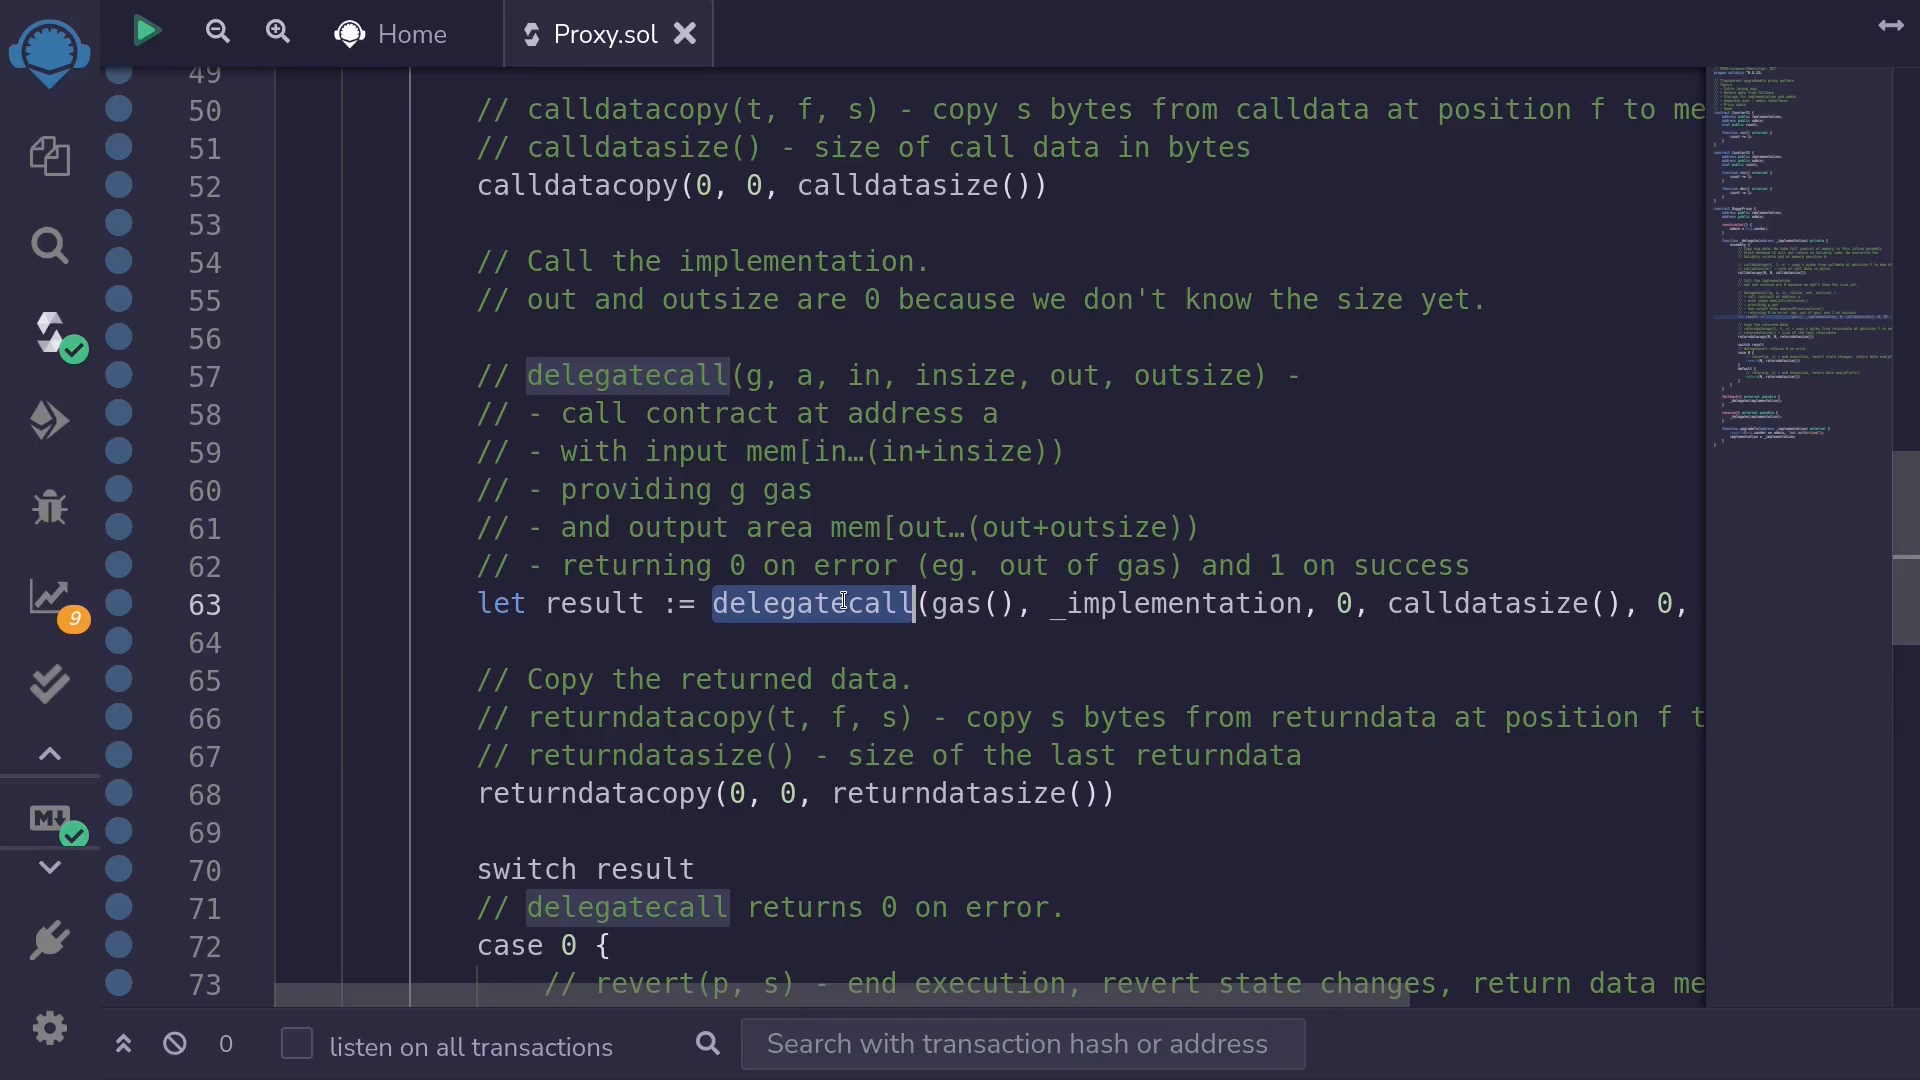 Home
Proxy.sol
49
50 // calldatacopy(t, f, s) - copy s bytes from calldata at position f to me
51 // calldatasize() - size of call data in bytes
52 calldatacopy(0, 0, calldatasize())
53
54 // Call the implementation.
55 // out and outsize are 0 because we don't know the size yet.
56
57 // delegatecall(g, a, in, insize, out, outsize) -
58 // - call contract at address a
59 // - with input mem[in…(in+insize))
60 // - providing g gas
61 // - and output area mem[out…(out+outsize))
62 // - returning 0 on error (eg. out of gas) and 1 on success
63 let result := delegatecall(gas(), _implementation, 0, calldatasize(), 0,
64
65 // Copy the returned data.
66 // returndatacopy(t, f, s) - copy s bytes from returndata at position f t
67 // returndatasize() - size of the last returndata
68 returndatacopy(0, 0, returndatasize())
69
70 switch result
71 // delegatecall returns 0 on error.
72 case 0 {
73 // revert(p, s) - end execution, revert state changes, return data me
9
M
0
listen on all transactions
Search with transaction hash or address